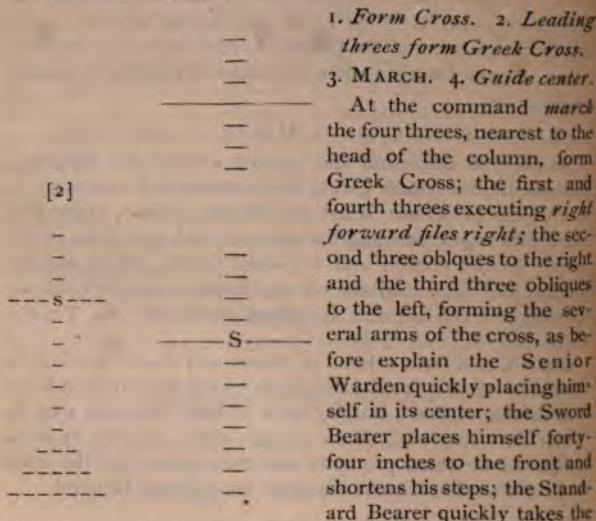 1. Form Cross. 2. Leading
threes form Greek Cross.
3. MARCH. 4. Guide center.
At the command march
the four threes, nearest to the
head of the column, form
Greek Cross; the first and
fourth threes executing right
forward files right; the sec-
ond three oblques to the right
and the third three obliques
to the left, forming the sev-
eral arms of the cross, as be-
fore explain the Senior
Warden quickly placing him-
self in its center; the Sword
Bearer places himself forty-
four inches to the front and
shortens his steps; the Stand-
ard Bearer quickly takes the
[2]
S
S